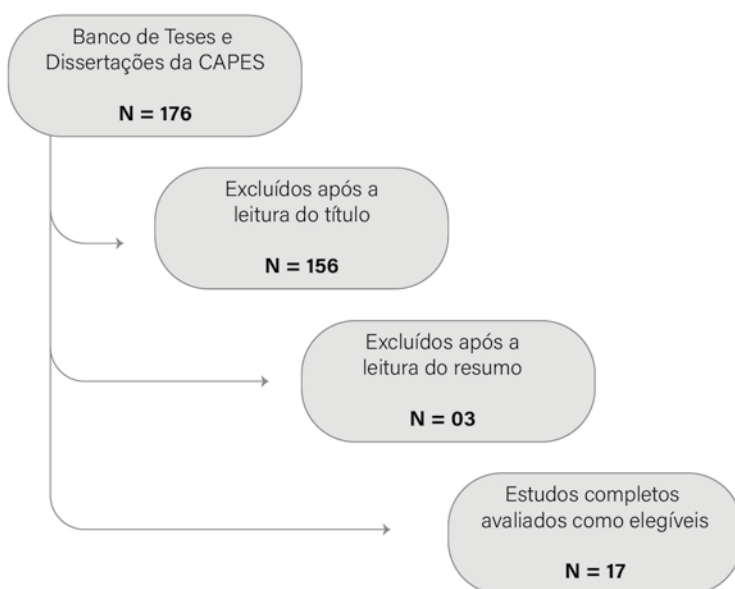 Banco de Teses e
Dissertações da CAPES
N = 176
Excluídos após a
leitura do título
N = 156
Excluídos após a
leitura do resumo
N = 03
Estudos completos
avaliados como elegíveis
N = 17